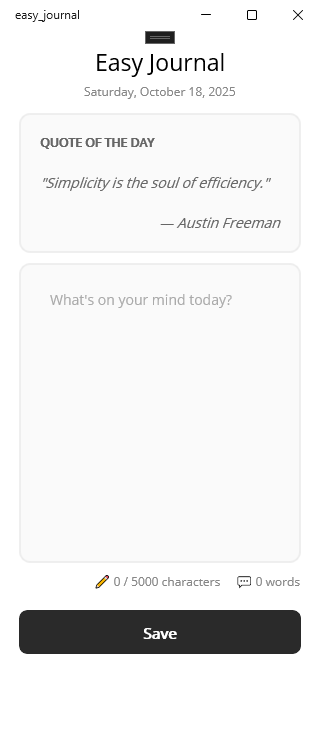 easy_journal
Easy Journal
Saturday, October 18, 2025
QUOTE OF THE DAY
"Simplicity is the soul of efficiency."
— Austin Freeman
What's on your mind today?
0 / 5000 characters 0 words
Save